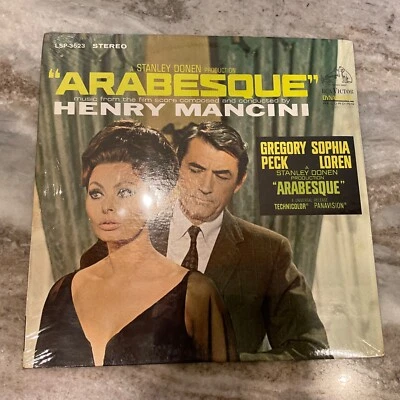 LSP-3623 STEREO
A STANLEY DONEN PRODUCTION
"ARABESQUE"
music from the film score composed and conducted by
HENRY MANCINI
RCA VICTOR
DYNAGROOVE
GREGORY SOPHIA
PECK LOREN
A
STANLEY DONEN
PRODUCTION
"ARABESQUE"
A UNIVERSAL RELEASE
TECHNICOLOR® PANAVISION®